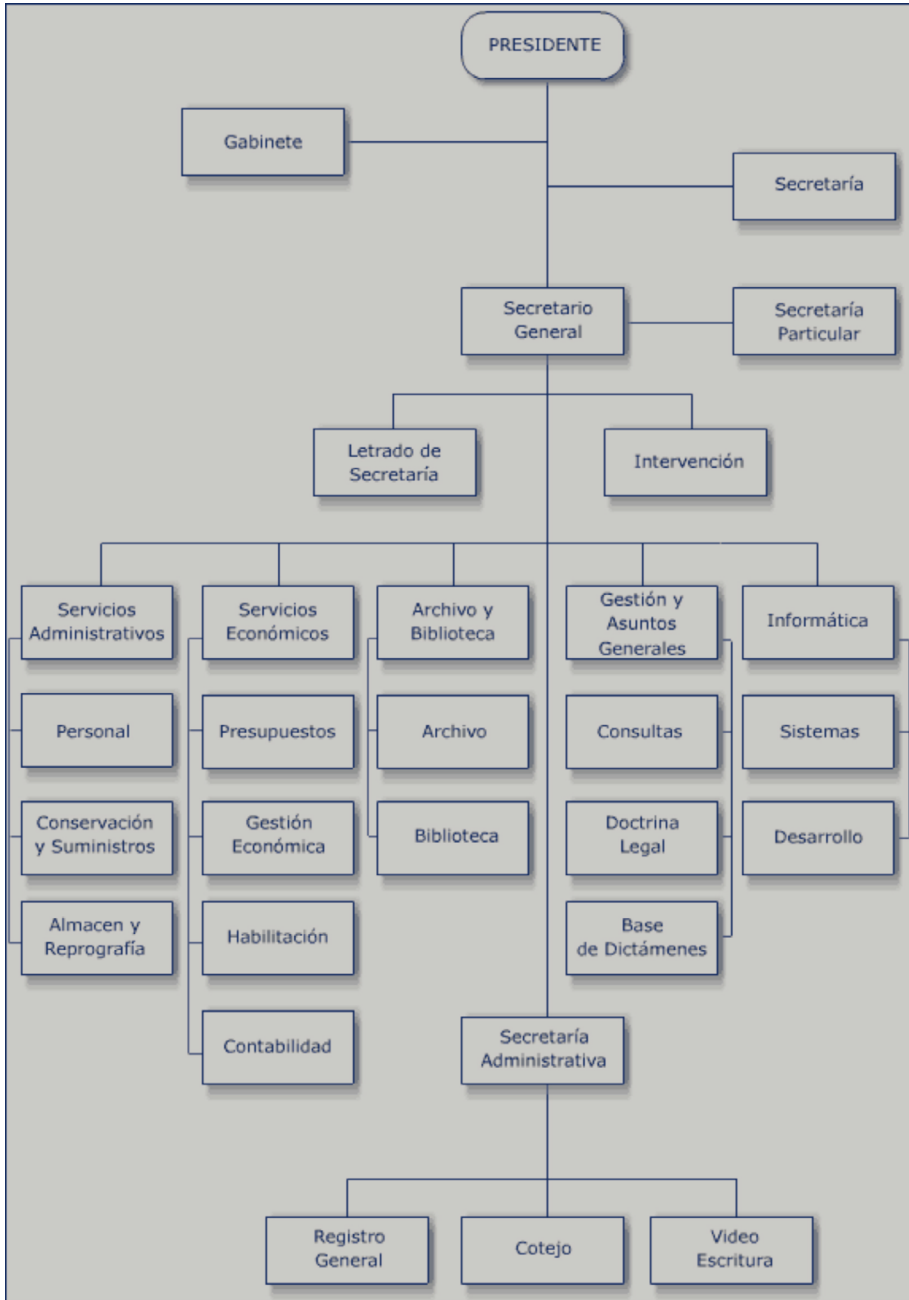 PRESIDENTE
Gabinete
Secretaría
Secretario
General
Secretaría
Particular
Letrado de
Secretaría
Intervención
Servicios
Administrativos
Servicios
Económicos
Archivo y
Biblioteca
Gestión y
Asuntos
Generales
Informática
Personal
Presupuestos
Archivo
Consultas
Sistemas
Conservación
y Suministros
Gestión
Económica
Biblioteca
Doctrina
Legal
Desarrollo
Almacen y
Reprografía
Habilitación
Base
de Dictámenes
Contabilidad
Secretaría
Administrativa
Registro
General
Cotejo
Video
Escritura